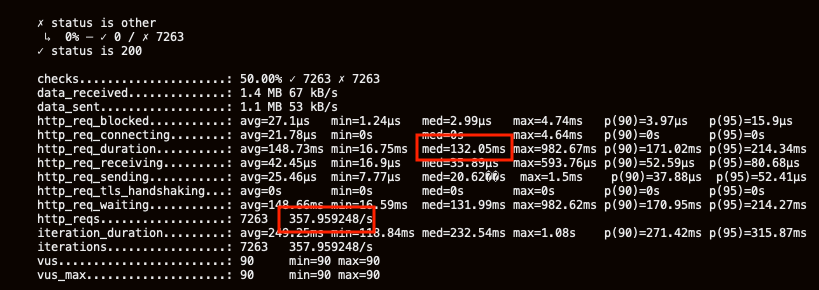 ✗ status is other
↳  0% — ✓ 0 / ✗ 7263
✓ status is 200
checks.....................: 50.00% ✓ 7263 ✗ 7263
data_received..............: 1.4 MB 67 kB/s
data_sent..................: 1.1 MB 53 kB/s
http_req_blocked...........: avg=27.1µs   min=1.24µs   med=2.99µs   max=4.74ms   p(90)=3.97µs   p(95)=15.9µs
http_req_connecting........: avg=21.78µs  min=0s       med=0s       max=4.64ms   p(90)=0s       p(95)=0s
http_req_duration..........: avg=148.73ms min=16.75ms  med=132.05ms max=982.67ms p(90)=171.02ms p(95)=214.34ms
http_req_receiving.........: avg=42.45µs  min=16.9µs   med=35.89µs  max=593.76µs p(90)=52.59µs  p(95)=80.68µs
http_req_sending...........: avg=25.46µs  min=7.77µs   med=20.62��s  max=1.5ms    p(90)=37.88µs  p(95)=52.41µs
http_req_tls_handshaking...: avg=0s       min=0s       med=0s       max=0s       p(90)=0s       p(95)=0s
http_req_waiting...........: avg=148.66ms min=16.59ms  med=131.99ms max=982.62ms p(90)=170.95ms p(95)=214.27ms
http_reqs..................: 7263   357.959248/s
iteration_duration.........: avg=249.25ms min=118.84ms med=232.54ms max=1.08s    p(90)=271.42ms p(95)=315.87ms
iterations.................: 7263   357.959248/s
vus........................: 90     min=90 max=90
vus_max....................: 90     min=90 max=90